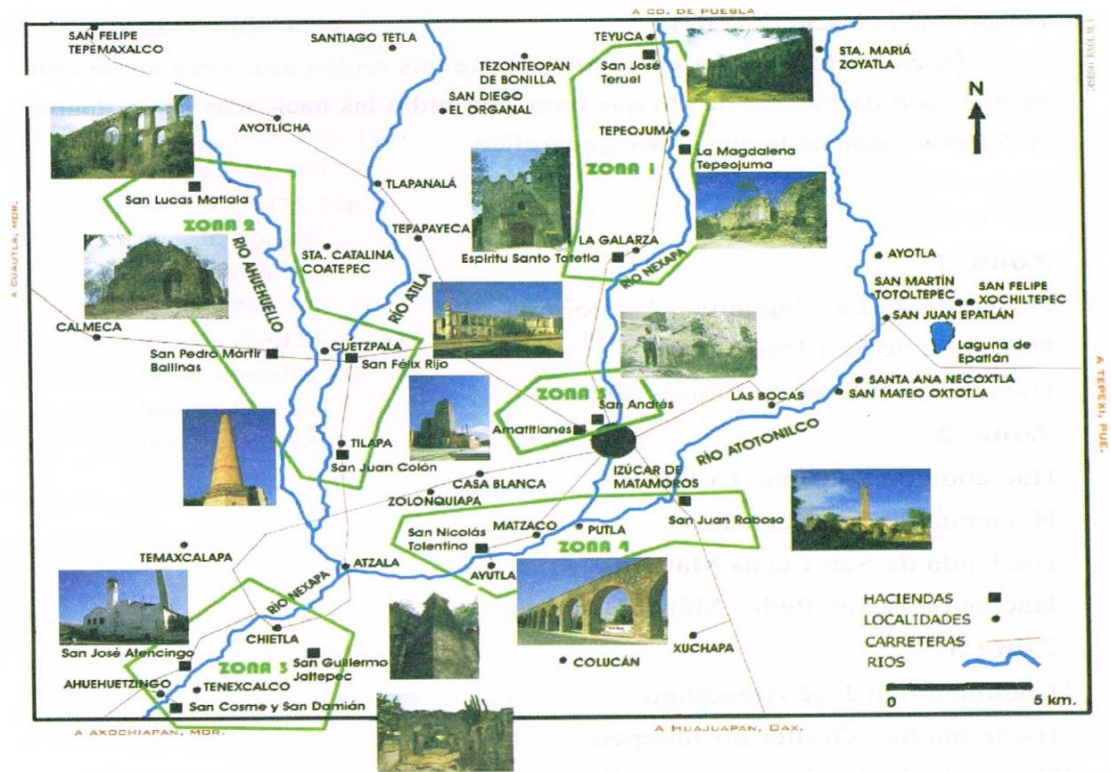 A CD. DE PUEBLA
SAN FELIPE
TEPEMAXALCO
SANTIAGO TETLA
TEYUCA
STA. MARIÁ
ZOYATLA
TEZONTEOPAN
DE BONILLA
San José
Teruel
SAN DIEGO
EL ORGANAL
N
AYOTLICHA
TEPEOJUMA
La Magdalena
Tepeojuma
ZONA 1
TLAPANALÁ
San Lucas Matlala
ZONA 2
TEPAPAYECA
LA GALARZA
Espiritu Santo Tatetla
RÍO NEXAPA
AYOTLA
STA. CATALINA
COATEPEC
RÍO AHUEHUELLO
RÍO ATILA
SAN MARTÍN
TOTOLTEPEC
SAN FELIPE
XOCHILTEPEC
SAN JUAN EPATLÁN
A CUAUTLA, MOR.
CALMECA
CUETZPALA
San Pedro Mártir
Ballinas
San Félix Rijo
Laguna de
Epatlán
A TEPEXI, PUE.
SANTA ANA NECOXTLA
SAN MATEO OXTOTLA
LAS BOCAS
San Andrés
Amatitlanes
RÍO ATOTONILCO
TILAPA
San Juan Colón
CASA BLANCA
IZÚCAR DE
MATAMOROS
ZOLONQUIAPA
San Juan Raboso
MATZACO
PUTLA
San Nicolás
Tolentino
ZONA 4
TEMAXCALAPA
ATZALA
AYUTLA
RÍO NEXAPA
HACIENDAS
LOCALIDADES
CARRETERAS
RIOS
CHIETLA
XUCHAPA
San José Atencingo
ZONA 3
San Guillermo
Jaltepec
COLUCÁN
AHUEHUETZINGO
TENEXCALCO
San Cosme y San Damián
0
5 km.
A AXOCHIAPAN, MOR.
A HUAJUAPAN, OAX.